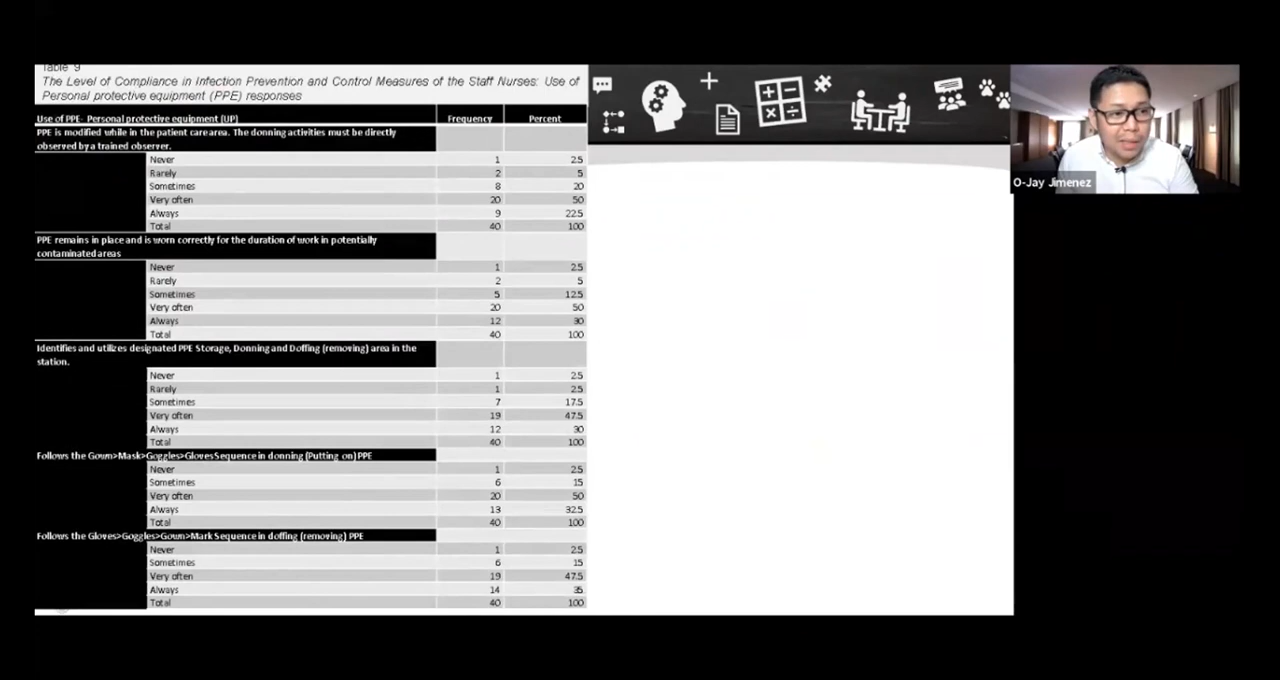 Table 9
The Level of Compliance in Infection Prevention and Control Measures of the Staff Nurses: Use of
Personal protective equipment (PPE) responses
Use of PPE- Personal protective equipment (UP) Frequency Percent
PPE is modified while in the patient care area. The donning activities must be directly
observed by a trained observer.
Never 1 2.5
Rarely 2 5
Sometimes 8 20
Very often 20 50
Always 9 22.5
Total 40 100
PPE remains in place and is worn correctly for the duration of work in potentially
contaminated areas
Never 1 2.5
Rarely 2 5
Sometimes 5 12.5
Very often 20 50
Always 12 30
Total 40 100
Identifies and utilizes designated PPE Storage, Donning and Doffing (removing) area in the
station.
Never 1 2.5
Rarely 1 2.5
Sometimes 7 17.5
Very often 19 47.5
Always 12 30
Total 40 100
Follows the Gown>Mask>Goggles>Gloves Sequence in donning (Putting on) PPE
Never 1 2.5
Sometimes 6 15
Very often 20 50
Always 13 32.5
Total 40 100
Follows the Gloves>Goggles>Gown>Mark Sequence in doffing (removing) PPE
Never 1 2.5
Sometimes 6 15
Very often 19 47.5
Always 14 35
Total 40 100
O-Jay Jimenez